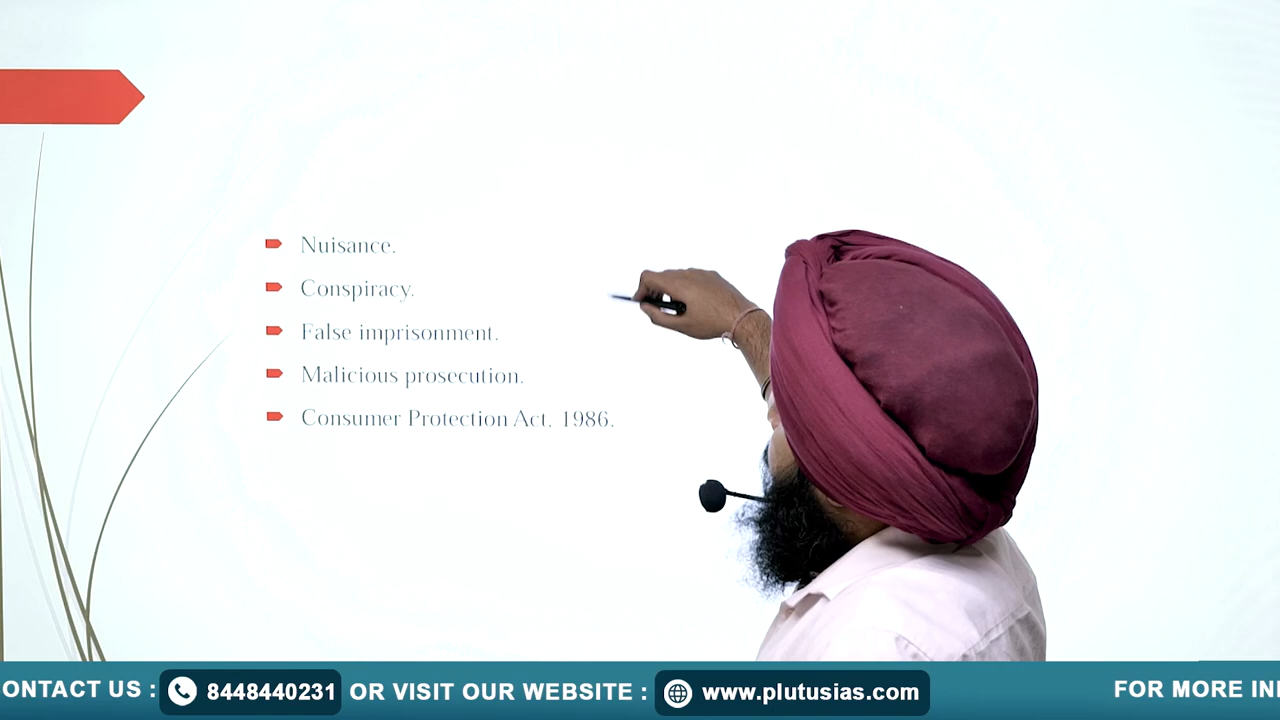 Nuisance.
Conspiracy.
False imprisonment.
Malicious prosecution.
Consumer Protection Act, 1986.
ONTACT US : 8448440231 OR VISIT OUR WEBSITE : www.plutusias.com FOR MORE